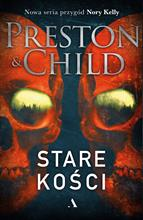 Nowa seria przygód Nory Kelly
PRESTON
& CHILD
STARE
KOŚCI
A